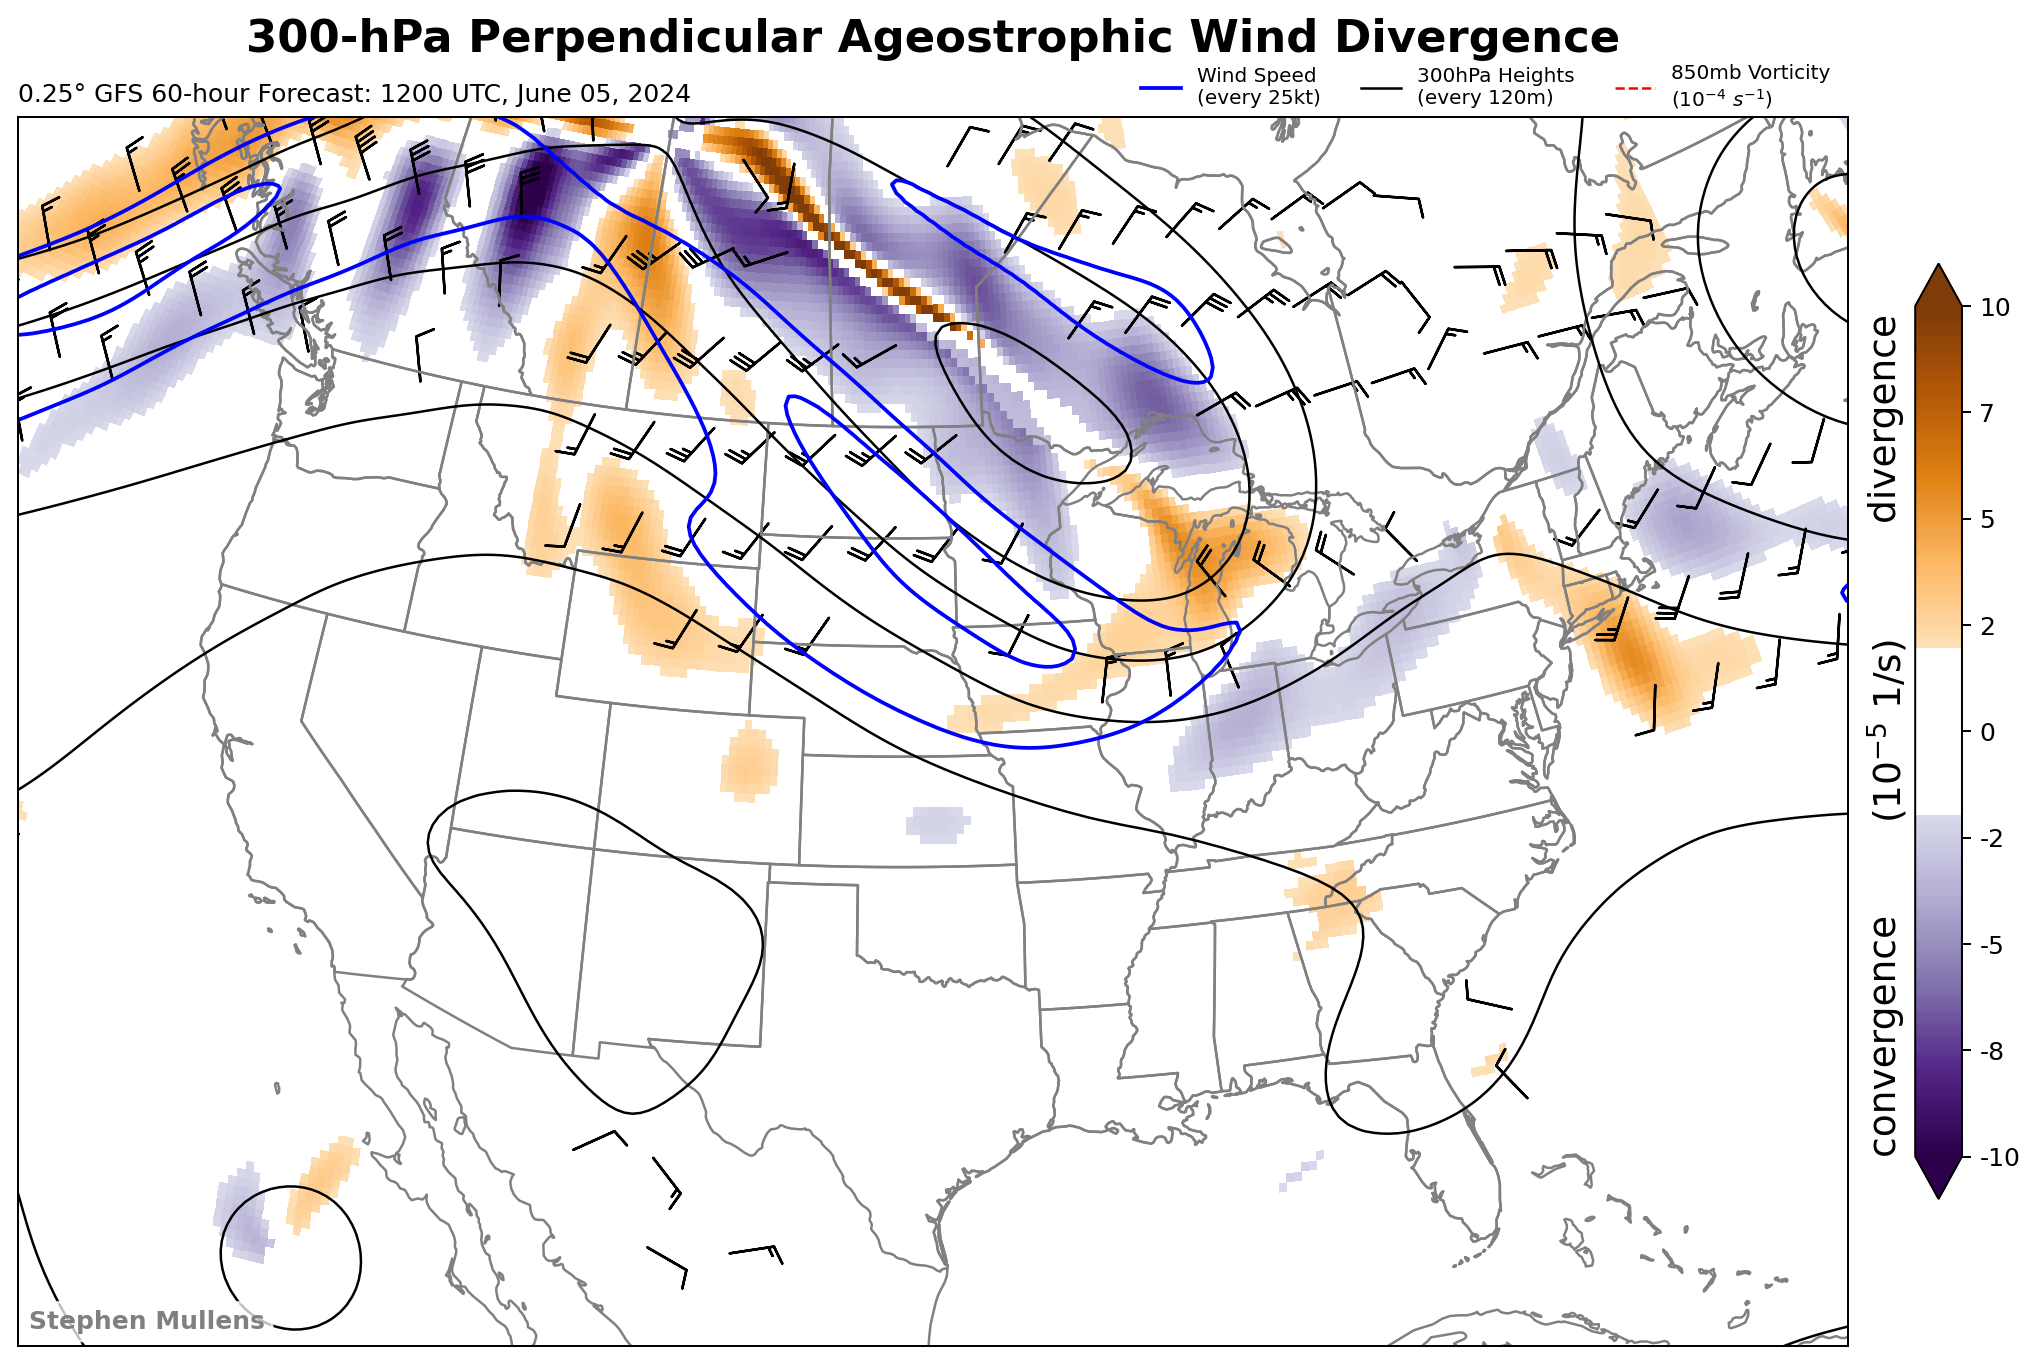 300-hPa Perpendicular Ageostrophic Wind Divergence
0.25° GFS 60-hour Forecast: 1200 UTC, June 05, 2024
Wind Speed
(every 25kt)
300hPa Heights
(every 120m)
850mb Vorticity
(10⁻⁴ s⁻¹)
10
7
5
2
0
-2
-5
-8
-10
convergence (10⁻⁵ 1/s) divergence
Stephen Mullens